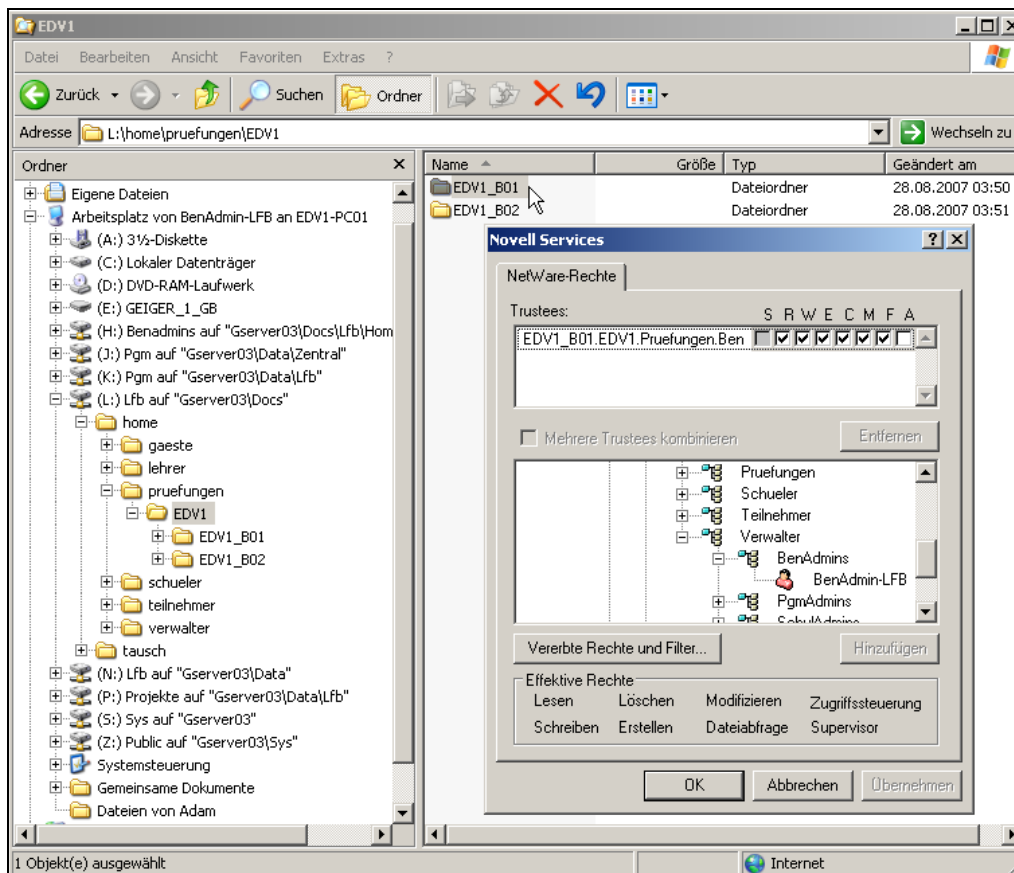 EDV1
Datei Bearbeiten Ansicht Favoriten Extras ?
Zurück Suchen Ordner
Adresse L:\home\pruefungen\EDV1 Wechseln zu
Ordner x
Eigene Dateien
Arbeitsplatz von BenAdmin-LFB an EDV1-PC01
(A:) 3½-Diskette
(C:) Lokaler Datenträger
(D:) DVD-RAM-Laufwerk
(E:) GEIGER_1_GB
(H:) Benadmins auf "Gserver03\Docs\Lfb\Hom
(J:) Pgm auf "Gserver03\Data\Zentral"
(K:) Pgm auf "Gserver03\Data\Lfb"
(L:) Lfb auf "Gserver03\Docs"
home
gaeste
lehrer
pruefungen
EDV1
EDV1_B01
EDV1_B02
schueler
teilnehmer
verwalter
tausch
(N:) Lfb auf "Gserver03\Data"
(P:) Projekte auf "Gserver03\Data\Lfb"
(S:) Sys auf "Gserver03"
(Z:) Public auf "Gserver03\Sys"
Systemsteuerung
Gemeinsame Dokumente
Dateien von Adam
Name Größe Typ Geändert am
EDV1_B01 Dateiordner 28.08.2007 03:50
EDV1_B02 Dateiordner 28.08.2007 03:51
Novell Services
NetWare-Rechte
Trustees: S R W E C M F A
EDV1_B01.EDV1.Pruefungen.Ben
Mehrere Trustees kombinieren Entfernen
Pruefungen
Schueler
Teilnehmer
Verwalter
BenAdmins
BenAdmin-LFB
PgmAdmins
SchulAdmins
Vererbte Rechte und Filter... Hinzufügen
Effektive Rechte
Lesen Löschen Modifizieren Zugriffssteuerung
Schreiben Erstellen Dateiabfrage Supervisor
OK Abbrechen Übernehmen
1 Objekt(e) ausgewählt Internet